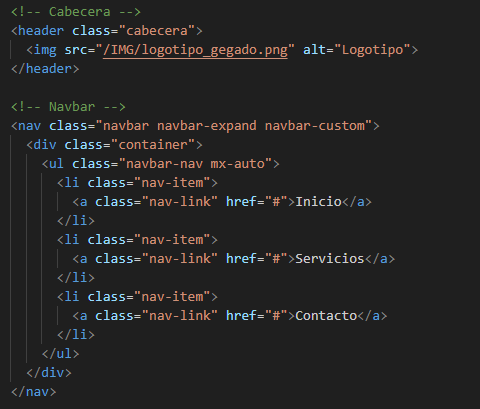 <!-- Cabecera -->
<header class="cabecera">
  <img src="/IMG/logotipo_gegado.png" alt="Logotipo">
</header>

<!-- Navbar -->
<nav class="navbar navbar-expand navbar-custom">
  <div class="container">
    <ul class="navbar-nav mx-auto">
      <li class="nav-item">
        <a class="nav-link" href="#">Inicio</a>
      </li>
      <li class="nav-item">
        <a class="nav-link" href="#">Servicios</a>
      </li>
      <li class="nav-item">
        <a class="nav-link" href="#">Contacto</a>
      </li>
    </ul>
  </div>
</nav>